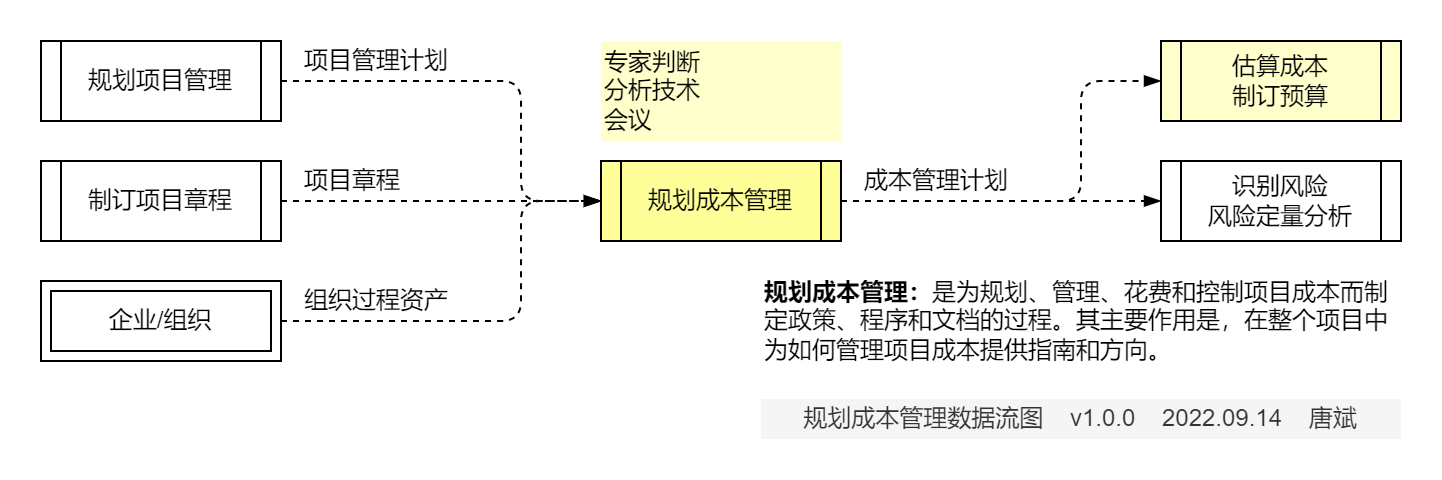 规划项目管理
项目管理计划
专家判断
分析技术
会议
估算成本
制订预算
制订项目章程
项目章程
规划成本管理
成本管理计划
识别风险
风险定量分析
企业/组织
组织过程资产
规划成本管理：是为规划、管理、花费和控制项目成本而制
定政策、程序和文档的过程。其主要作用是，在整个项目中
为如何管理项目成本提供指南和方向。
规划成本管理数据流图 v1.0.0 2022.09.14 唐斌